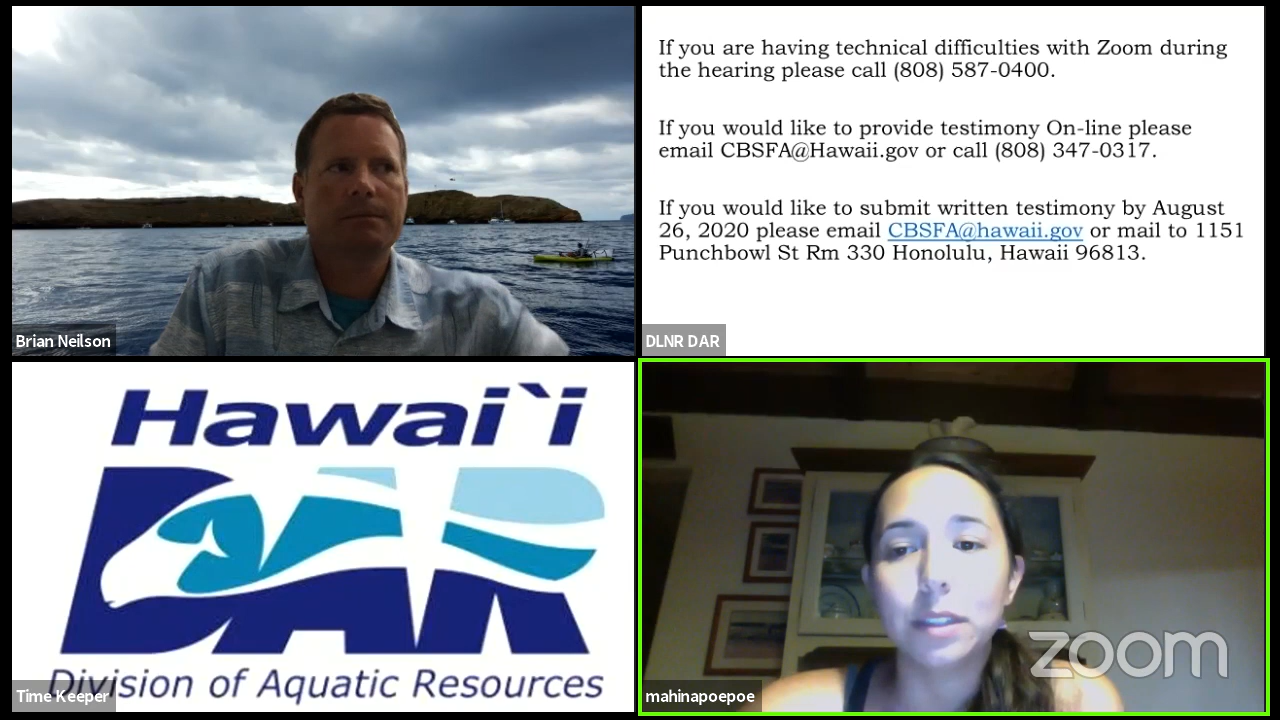 If you are having technical difficulties with Zoom during
the hearing please call (808) 587-0400.
If you would like to provide testimony On-line please
email CBSFA@Hawaii.gov or call (808) 347-0317.
If you would like to submit written testimony by August
26, 2020 please email CBSFA@hawaii.gov or mail to 1151
Punchbowl St Rm 330 Honolulu, Hawaii 96813.
Brian Neilson
DLNR DAR
Hawai`i
DAR
Division of Aquatic Resources
Time Keeper
mahinapoepoe
zoom